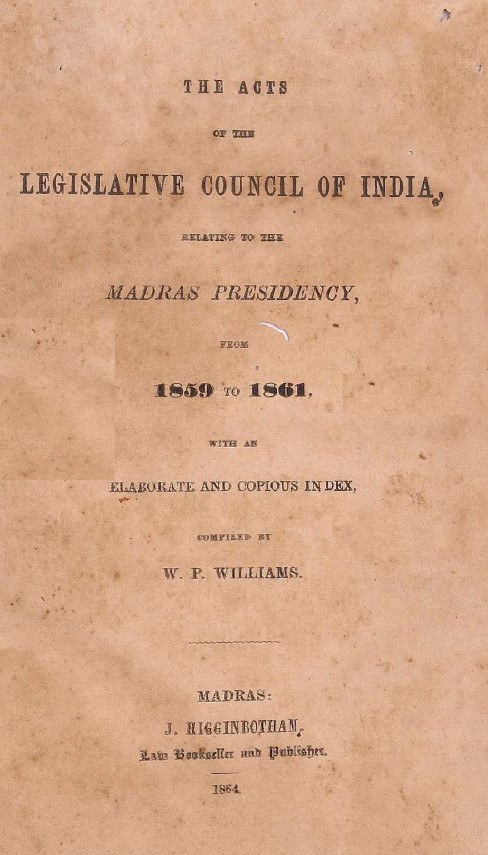 THE ACTS
OF THE
LEGISLATIVE COUNCIL OF INDIA,
RELATING TO THE
MADRAS PRESIDENCY,
FROM
1859 TO 1861,
WITH AN
ELABORATE AND COPIOUS INDEX,
COMPILED BY
W. P. WILLIAMS.
MADRAS:
J. HIGGINBOTHAM,
Law Bookseller and Publisher.
1864.